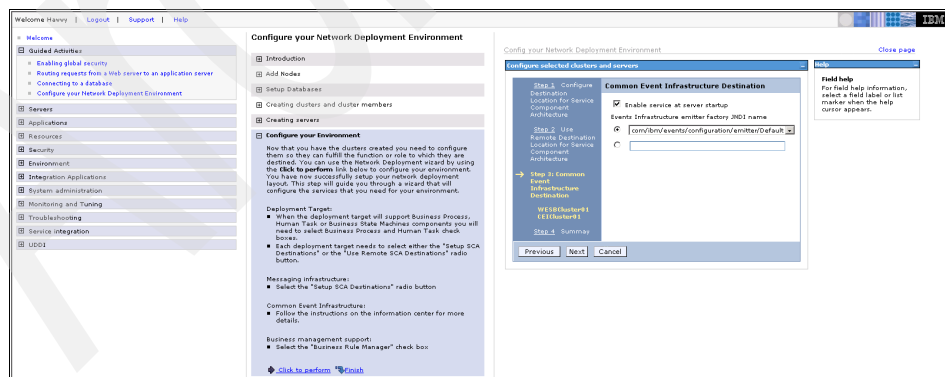 Welcome Havvy | Logout | Support | Help
IBM
Welcome
Guided Activities
Enabling global security
Routing requests from a Web server to an application server
Connecting to a database
Configure your Network Deployment Environment
Servers
Applications
Resources
Security
Environment
Integration Applications
System administration
Monitoring and Tuning
Troubleshooting
Service integration
UDDI
Configure your Network Deployment Environment
Introduction
Add Nodes
Setup Databases
Creating clusters and cluster members
Creating servers
Configure your Environment
Now that you have the clusters created you need to configure
them so they can fulfill the function or role to which they are
destined. You can use the Network Deployment wizard by using
the Click to perform link below to configure your environment.
You have now successfully setup your network deployment
layout. This step will guide you through a wizard that will
configure the services that you need for your environment.
Deployment Target:
When the deployment target will support Business Process,
Human Task or Business State Machines components you will
need to select Business Process and Human Task check
boxes.
Each deployment target needs to select either the "Setup SCA
Destinations" or the "Use Remote SCA Destinations" radio
button.
Messaging infrastructure:
Select the "Setup SCA Destinations" radio button
Common Event Infrastructure:
Follow the instructions on the information center for more
details.
Business management support:
Select the "Business Rule Manager" check box
Click to perform Finish
Config your Network Deployment Environment
Close page
Configure selected clusters and servers
Step 1 Configure
Destination
Location for Service
Component
Architecture
Step 2 Use
Remote Destination
Location for Service
Component
Architecture
Step 3: Common
Event
Infrastructure
Destination
WESBCluster01
CEICluster01
Step 4 Summay
Common Event Infrastructure Destination
Enable service at server startup
Events Infrastructure emitter factory JNDI name
com/ibm/events/configuration/emitter/Default
Previous Next Cancel
Help
Field help
For field help information,
select a field label or list
marker when the help
cursor appears.